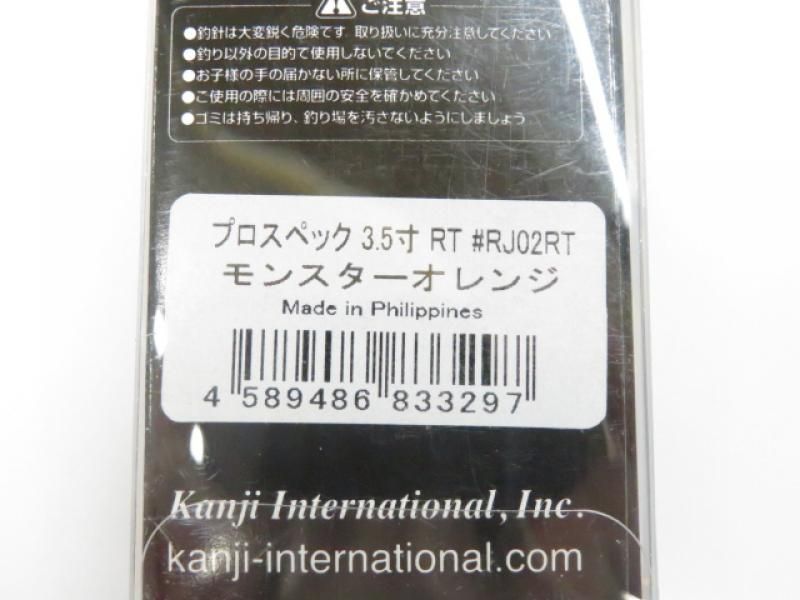 ご注意
●釣針は大変鋭く危険です 取り扱いに充分注意してください
●釣り以外の目的で使用しないでください
●お子様の手の届かない所に保管してください
●ご使用の際には周囲の安全を確かめてください
●ゴミは持ち帰り、釣り場を汚さないようにしましょう
プロスペック 3.5寸 RT #RJ02RT
モンスターオレンジ
Made in Philippines
4 589486 833297
Kanji International, Inc.
kanji-international.com